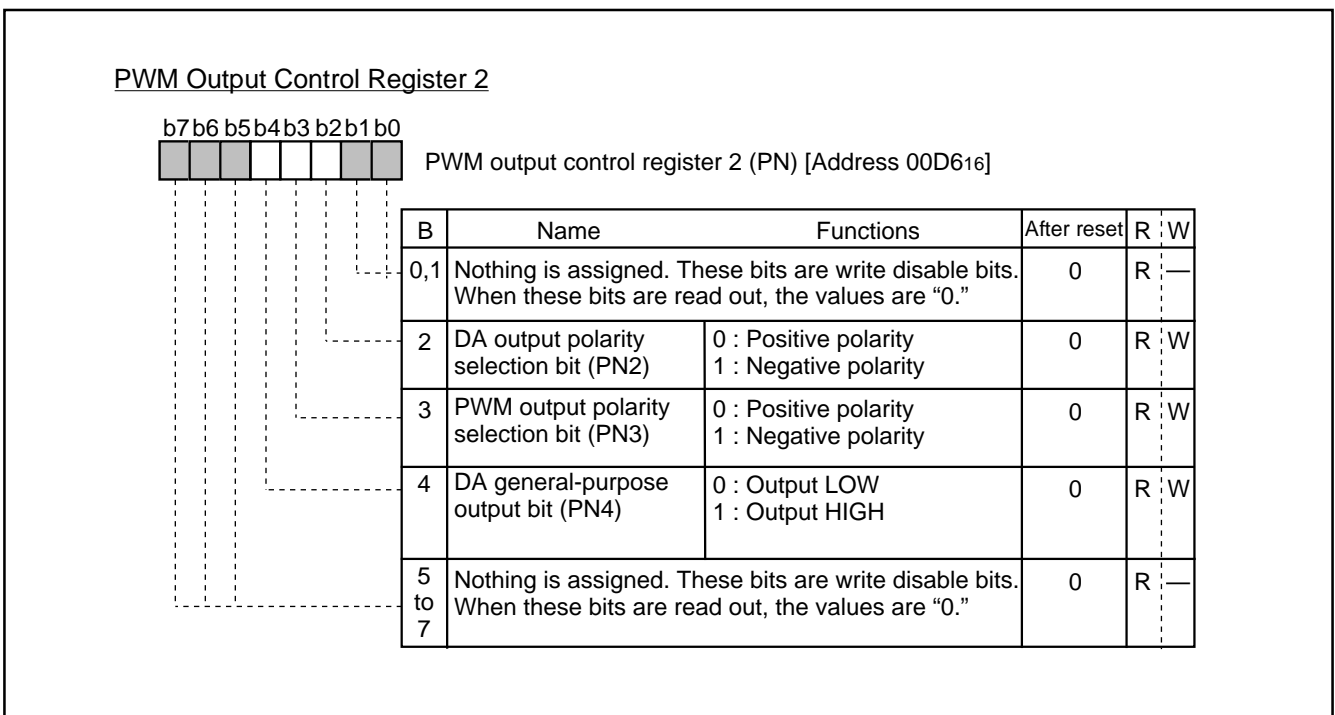 PWM Output Control Register 2
b7 b6 b5 b4 b3 b2 b1 b0
PWM output control register 2 (PN) [Address 00D616]
B Name Functions After reset R W
0,1 Nothing is assigned. These bits are write disable bits. 0 R —
When these bits are read out, the values are “0.”
2 DA output polarity 0 : Positive polarity 0 R W
selection bit (PN2) 1 : Negative polarity
3 PWM output polarity 0 : Positive polarity 0 R W
selection bit (PN3) 1 : Negative polarity
4 DA general-purpose 0 : Output LOW 0 R W
output bit (PN4) 1 : Output HIGH
5 Nothing is assigned. These bits are write disable bits. 0 R —
to When these bits are read out, the values are “0.”
7